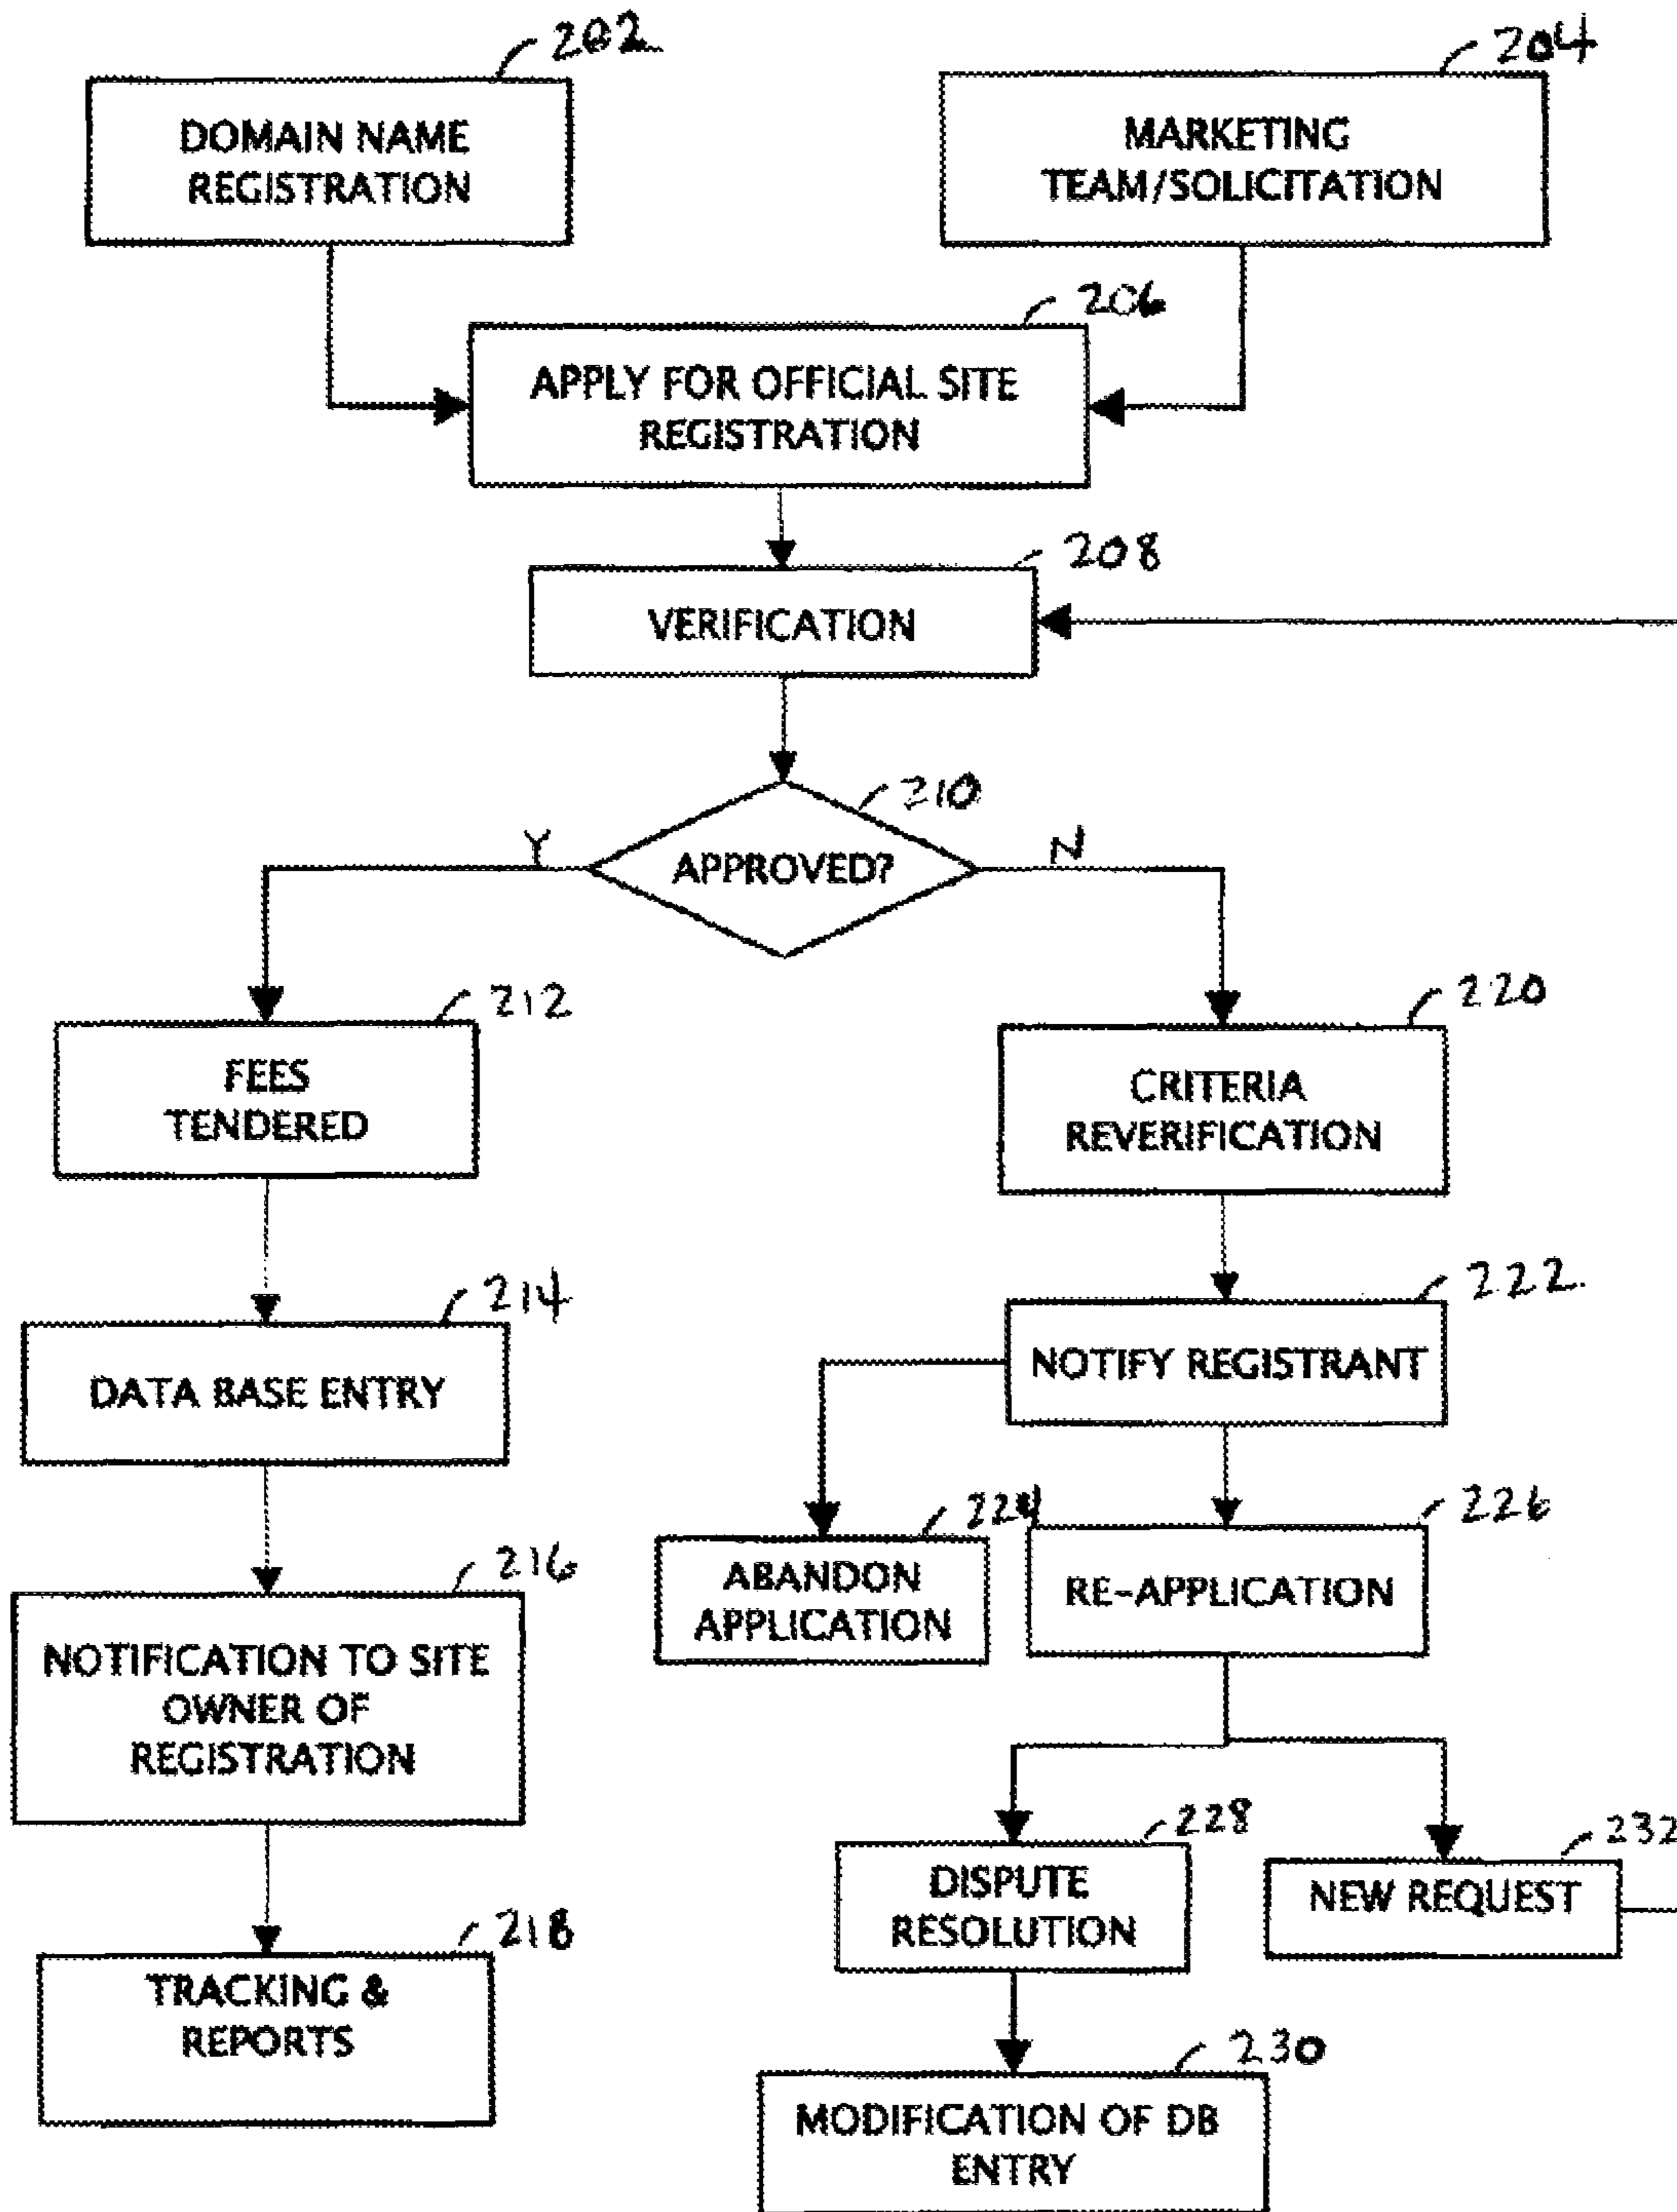 202
204
DOMAIN NAME
REGISTRATION
MARKETING
TEAM/SOLICITATION
206
APPLY FOR OFFICIAL SITE
REGISTRATION
208
VERIFICATION
210
Y
APPROVED?
N
212
220
FEES
TENDERED
CRITERIA
REVERIFICATION
214
222
DATA BASE ENTRY
NOTIFY REGISTRANT
216
224
226
NOTIFICATION TO SITE
OWNER OF
REGISTRATION
ABANDON
APPLICATION
RE-APPLICATION
218
228
232
TRACKING &
REPORTS
DISPUTE
RESOLUTION
NEW REQUEST
230
MODIFICATION OF DB
ENTRY